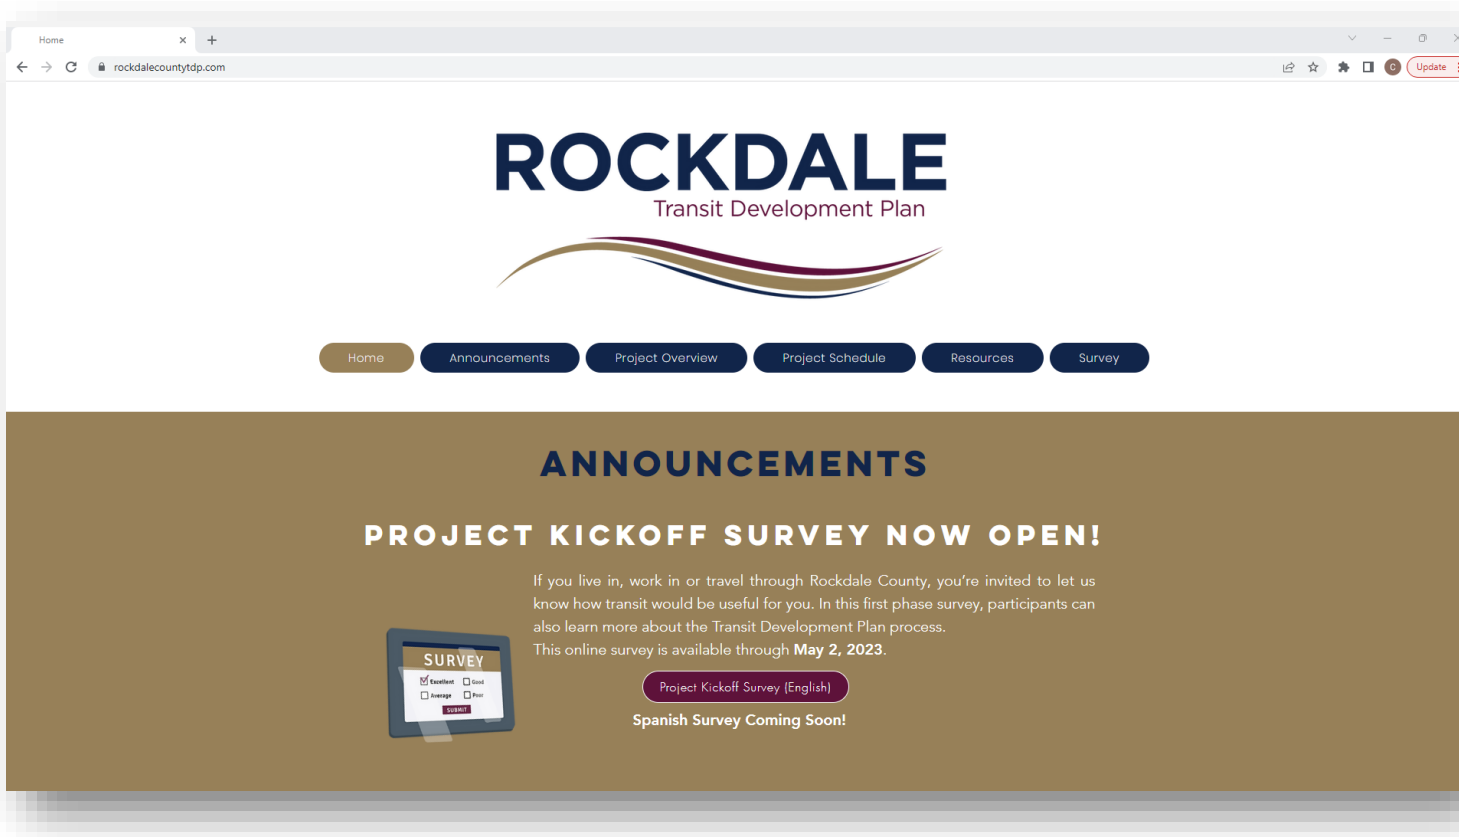 Home
rockdalecountytdp.com
C
Update
ROCKDALE
Transit Development Plan
Home
Announcements
Project Overview
Project Schedule
Resources
Survey
ANNOUNCEMENTS
PROJECT KICKOFF SURVEY NOW OPEN!
If you live in, work in or travel through Rockdale County, you're invited to let us
know how transit would be useful for you. In this first phase survey, participants can
also learn more about the Transit Development Plan process.
This online survey is available through May 2, 2023.
SURVEY
Excellent Good
Average Poor
SUBMIT
Project Kickoff Survey (English)
Spanish Survey Coming Soon!